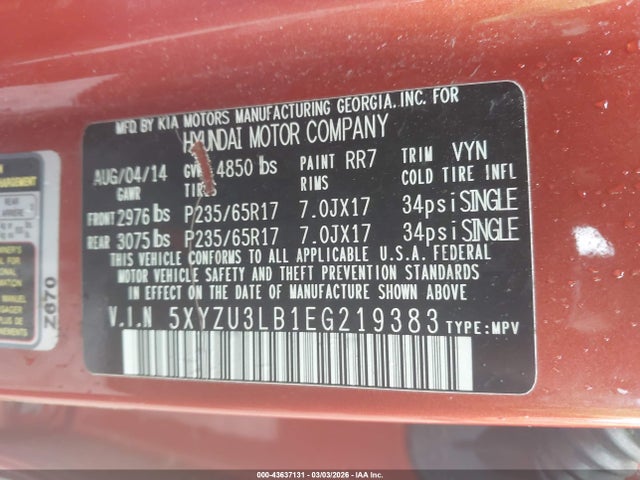 MFD. BY KIA MOTORS MANUFACTURING GEORGIA, INC. FOR
HYUNDAI MOTOR COMPANY
AUG/04/14 4850 lbs PAINT RR7 TRIM VYN
GAWR RIMS COLD TIRE INFL
FRONT 2976 lbs P235/65R17 7.0JX17 34psi SINGLE
REAR 3075 lbs P235/65R17 7.0JX17 34psi SINGLE
THIS VEHICLE CONFORMS TO ALL APPLICABLE U.S.A. FEDERAL
MOTOR VEHICLE SAFETY AND THEFT PREVENTION STANDARDS
IN EFFECT ON THE DATE OF MANUFACTURE SHOWN ABOVE.
V.I.N 5XYZU3LB1EG219383 TYPE:MPV
Z670
000-43637131 - 03/03/2026 - IAA Inc.